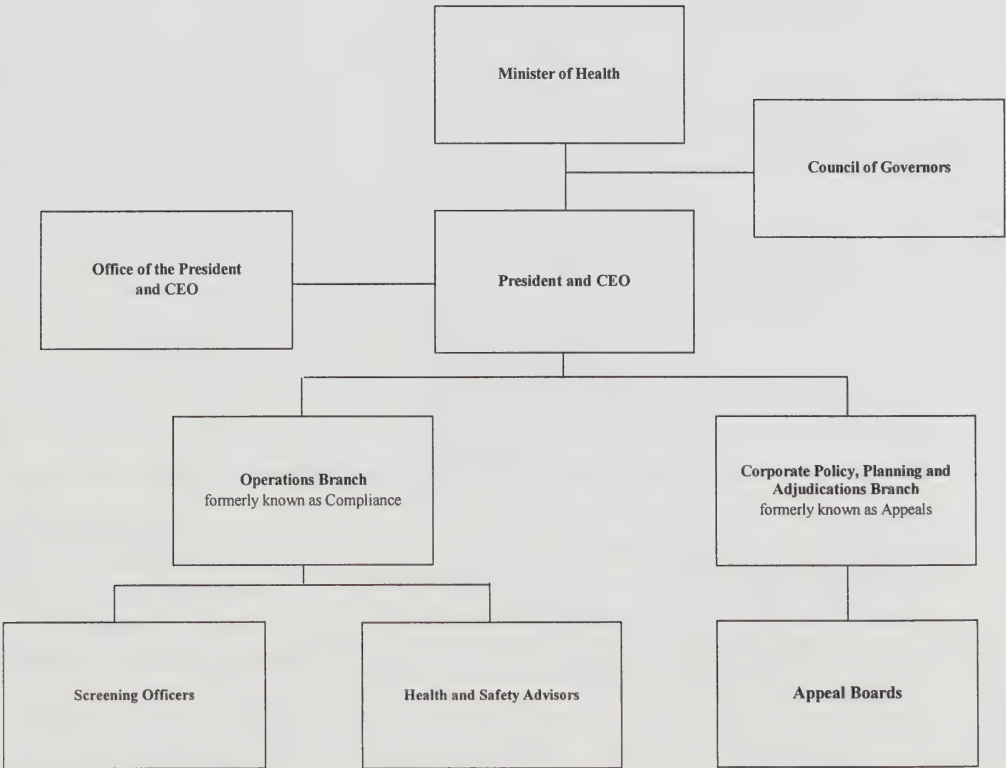 Minister of Health
Council of Governors
Office of the President
and CEO
President and CEO
Operations Branch
formerly known as Compliance
Corporate Policy, Planning and
Adjudications Branch
formerly known as Appeals
Screening Officers
Health and Safety Advisors
Appeal Boards